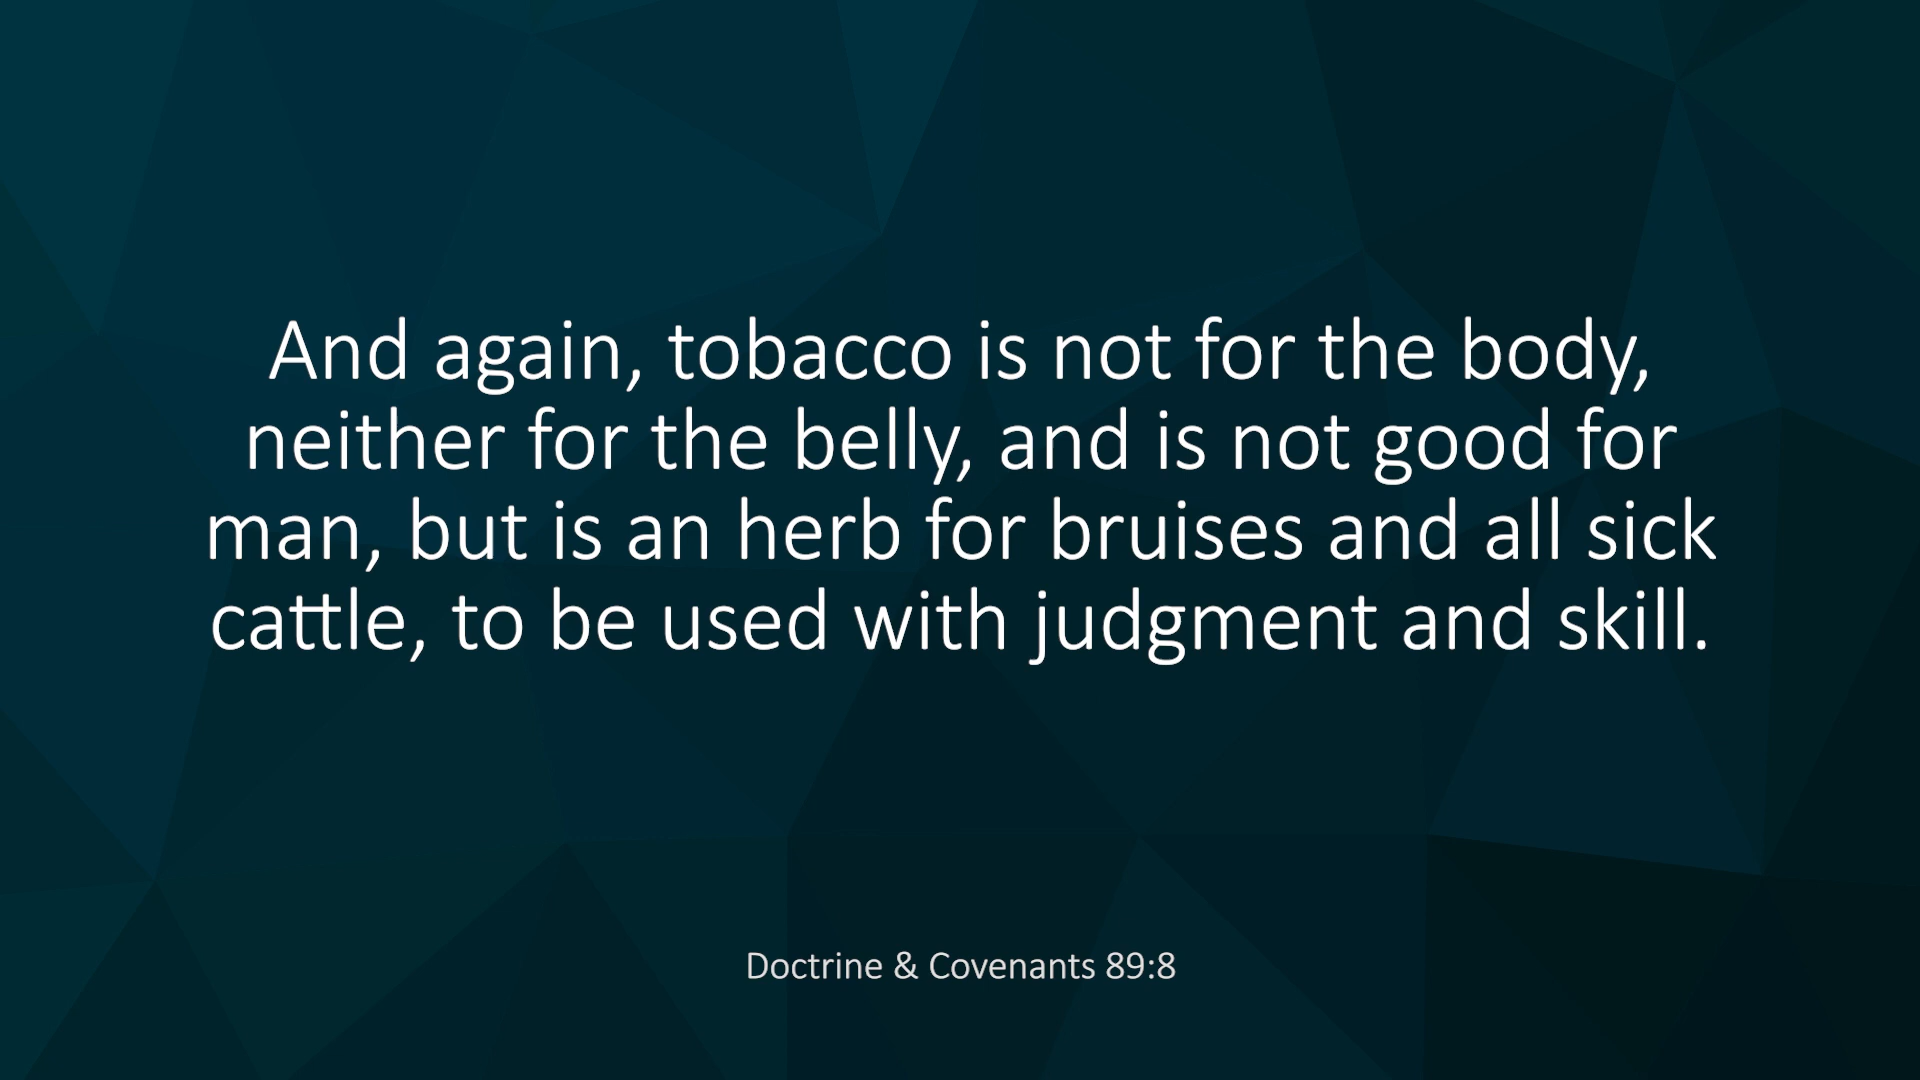 And again, tobacco is not for the body,
neither for the belly, and is not good for
man, but is an herb for bruises and all sick
cattle, to be used with judgment and skill.
Doctrine & Covenants 89:8